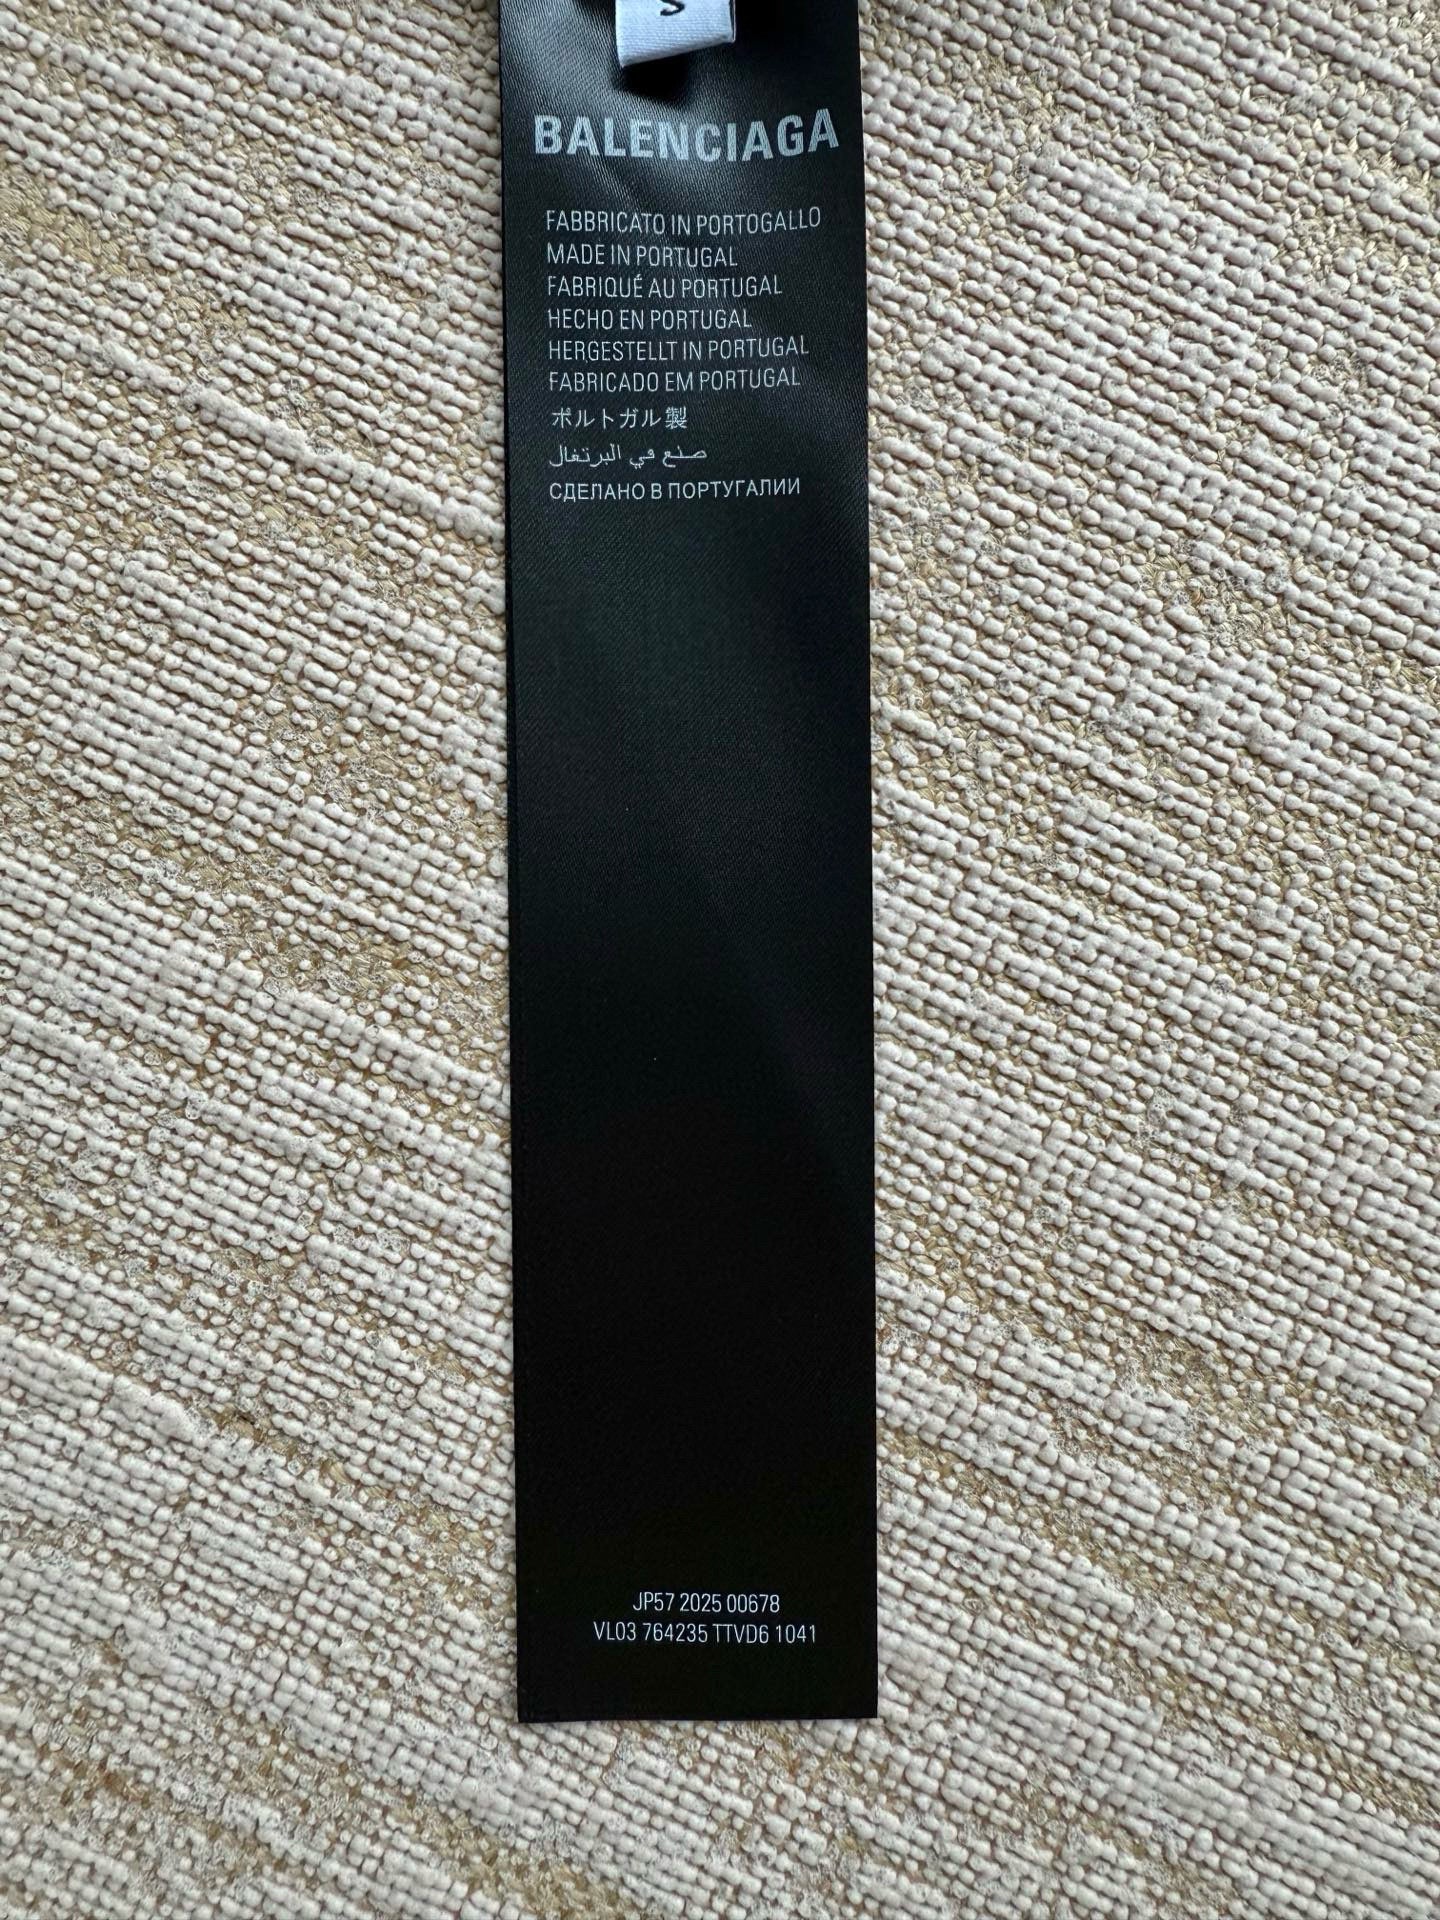 S
BALENCIAGA
FABBRICATO IN PORTOGALLO
MADE IN PORTUGAL
FABRIQUÉ AU PORTUGAL
HECHO EN PORTUGAL
HERGESTELLT IN PORTUGAL
FABRICADO EM PORTUGAL
ポルトガル製
صنع في البرتغال
СДЕЛАНО В ПОРТУГАЛИИ
JP57 2025 00678
VL03 764235 TTVD6 1041